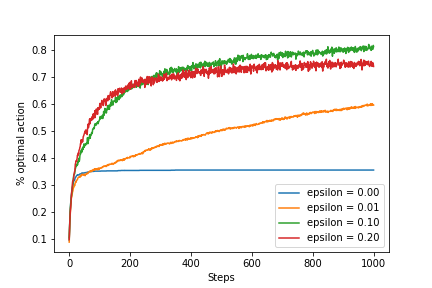 0.8
0.7
0.6
0.5
0.4
0.3
0.2
0.1
% optimal action
0 200 400 600 800 1000
Steps
epsilon = 0.00
epsilon = 0.01
epsilon = 0.10
epsilon = 0.20